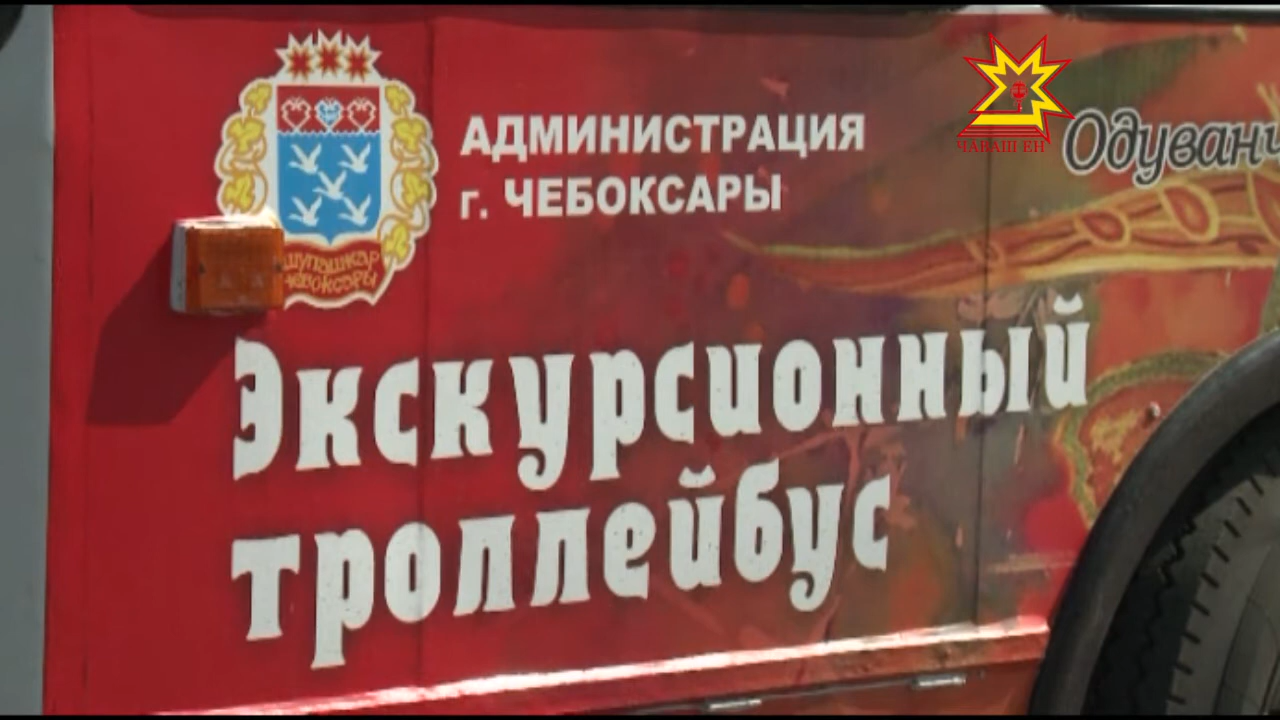 АДМИНИСТРАЦИЯ
г. ЧЕБОКСАРЫ
ЧАВАШ ЕН
Одуванч
ШУПАШКАР
ЧЕБОКСАРЫ
Экскурсионный
троллейбус